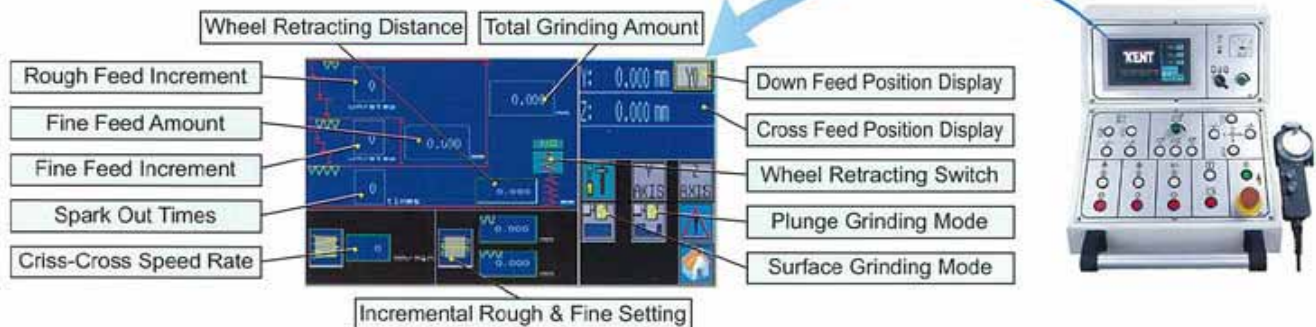 Wheel Retracting Distance
Total Grinding Amount
Rough Feed Increment
Fine Feed Amount
Fine Feed Increment
Spark Out Times
Criss-Cross Speed Rate
0
0.000
0
0.000
0
times
0.000
0
0.000
0.000
Y: 0.000 mm Y0
Z: 0.000 mm
Y AXIS
Z AXIS
Down Feed Position Display
Cross Feed Position Display
Wheel Retracting Switch
Plunge Grinding Mode
Surface Grinding Mode
Incremental Rough & Fine Setting
KENT